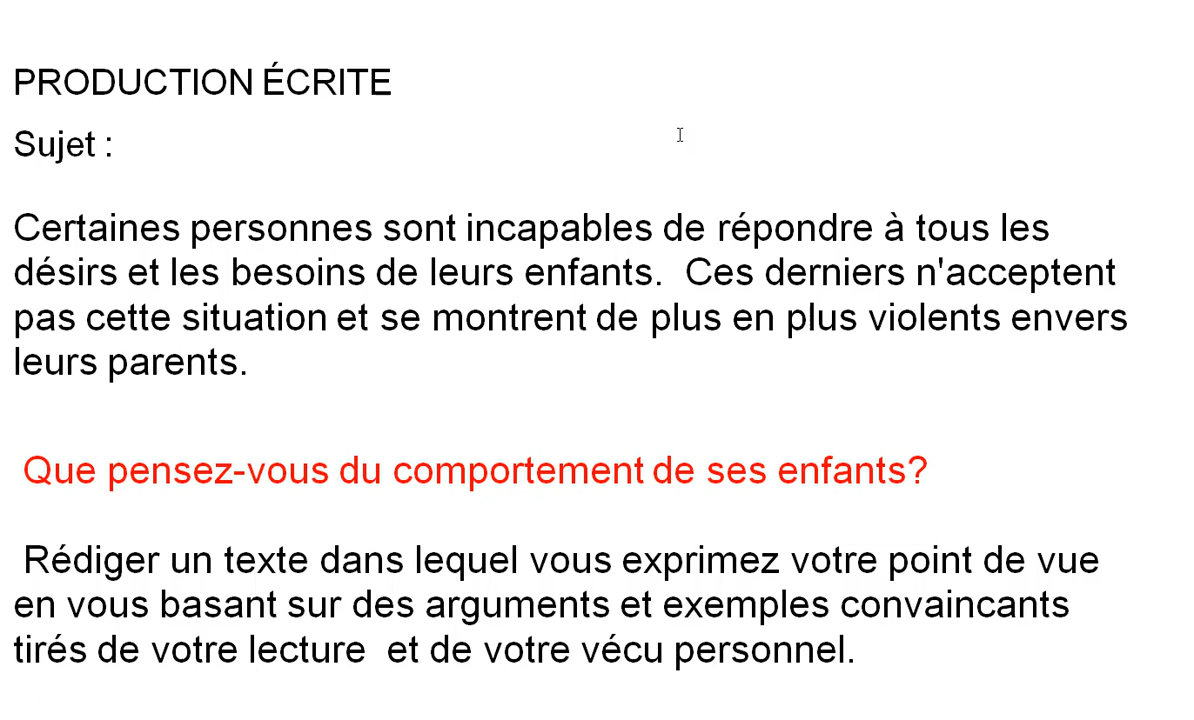 PRODUCTION ÉCRITE
Sujet :
Certaines personnes sont incapables de répondre à tous les
désirs et les besoins de leurs enfants.  Ces derniers n'acceptent
pas cette situation et se montrent de plus en plus violents envers
leurs parents.
Que pensez-vous du comportement de ses enfants?
Rédiger un texte dans lequel vous exprimez votre point de vue
en vous basant sur des arguments et exemples convaincants
tirés de votre lecture  et de votre vécu personnel.